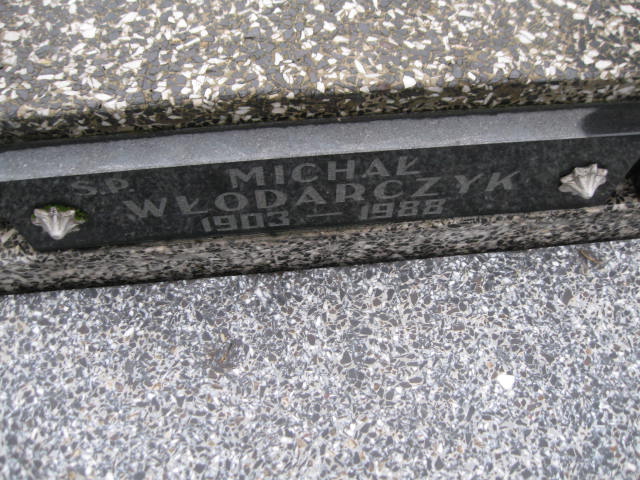 Ś.P. MICHAŁ
WŁODARCZYK
1903 — 1988